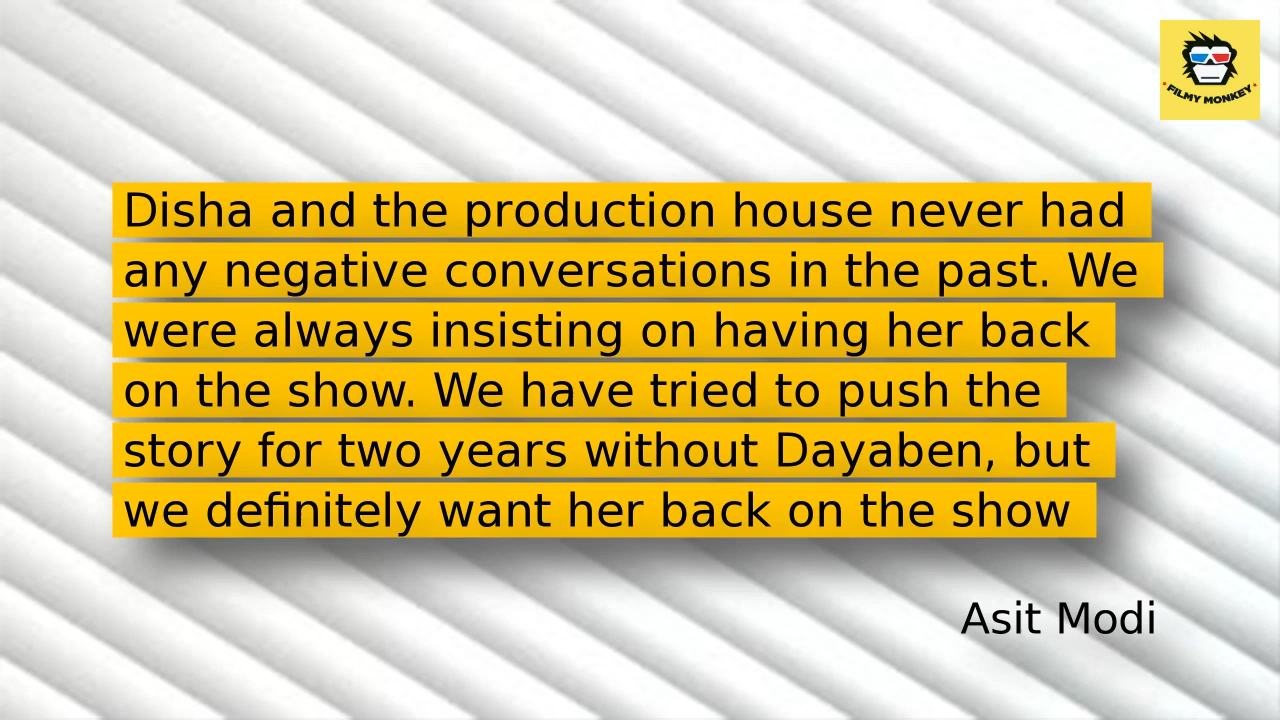 FILMY MONKEY
Disha and the production house never had
any negative conversations in the past. We
were always insisting on having her back
on the show. We have tried to push the
story for two years without Dayaben, but
we definitely want her back on the show
Asit Modi